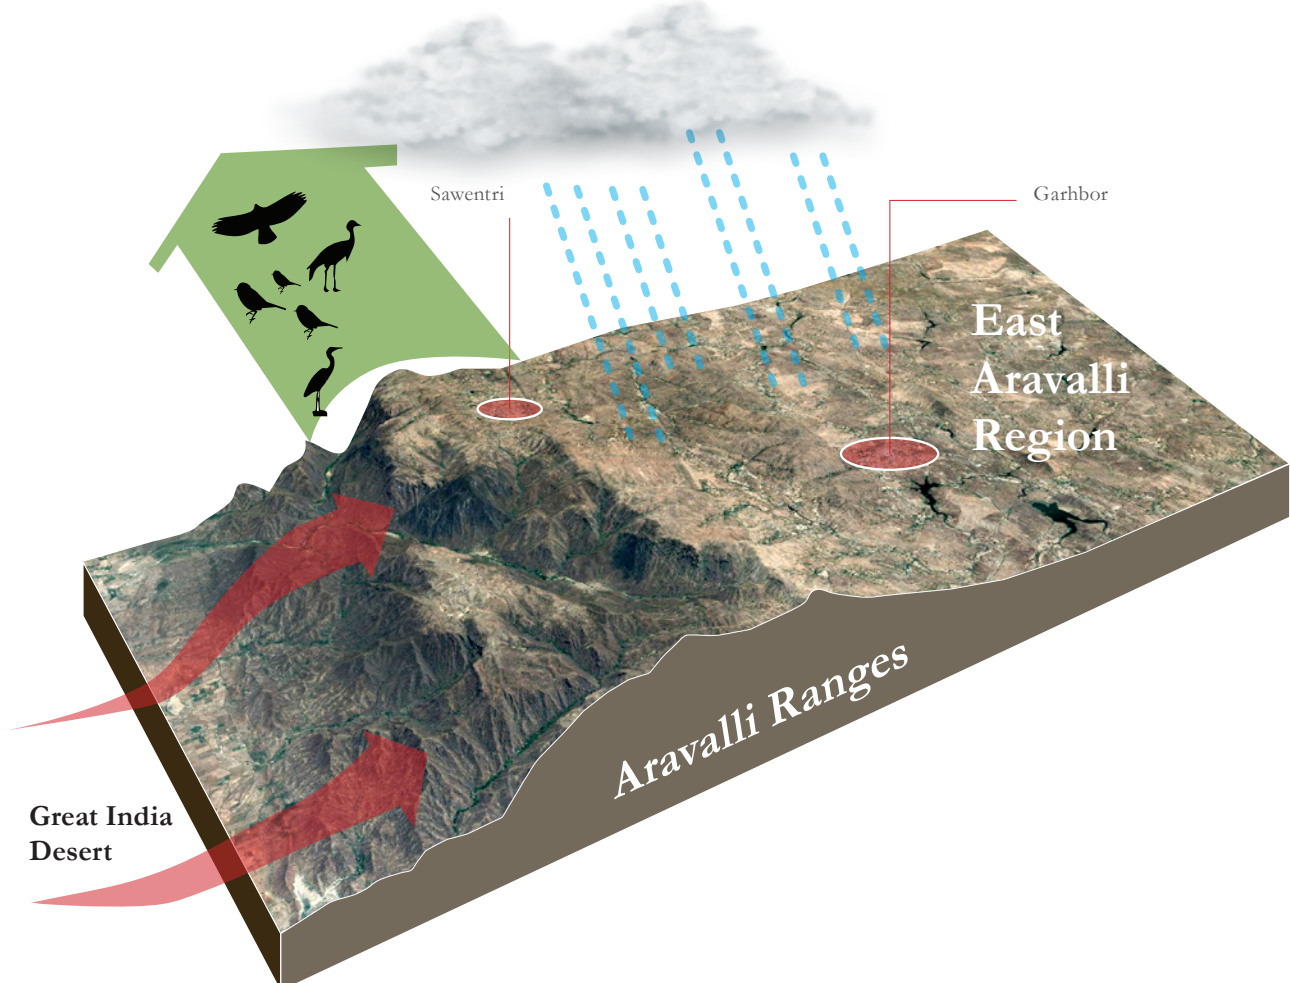 Sawentri
Garhbor
East
Aravalli
Region
Aravalli Ranges
Great India
Desert